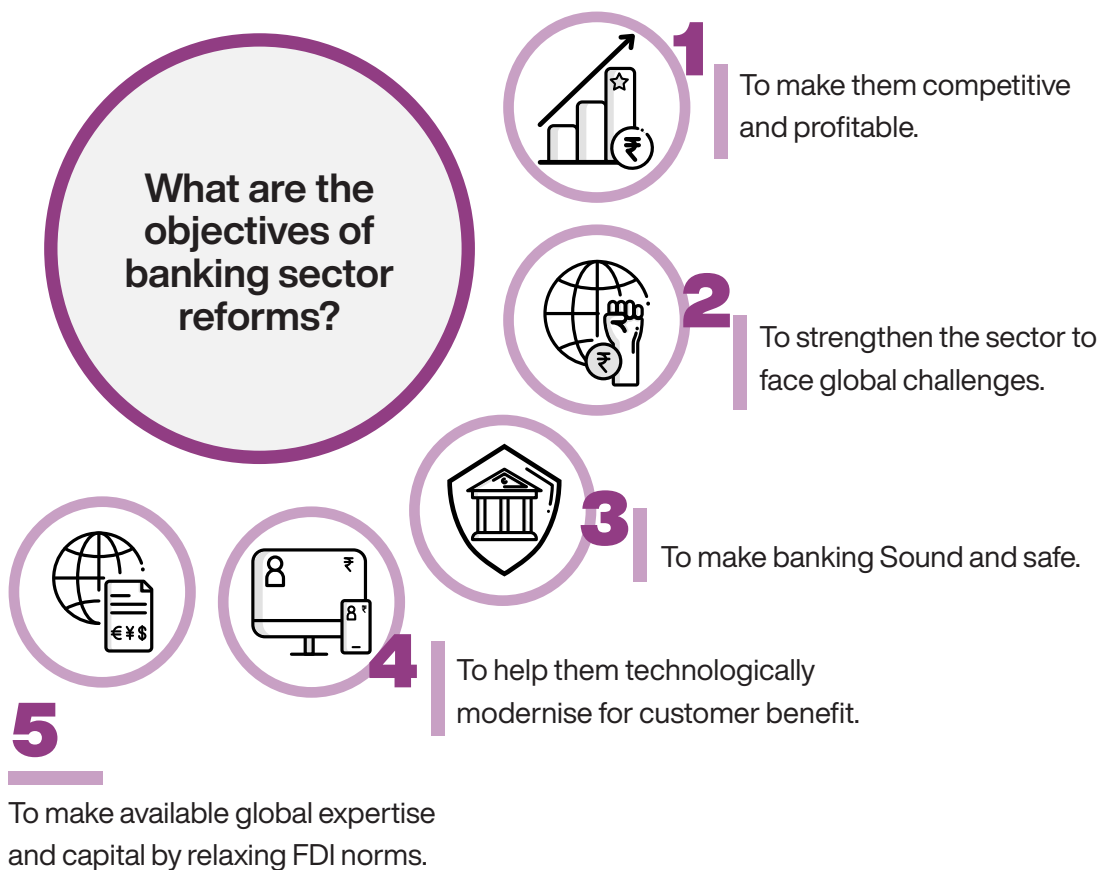 What are the
objectives of
banking sector
reforms?
1
To make them competitive
and profitable.
₹
2
To strengthen the sector to
face global challenges.
₹
3
To make banking Sound and safe.
4
To help them technologically
modernise for customer benefit.
₹
₹
5
To make available global expertise
and capital by relaxing FDI norms.
€¥$